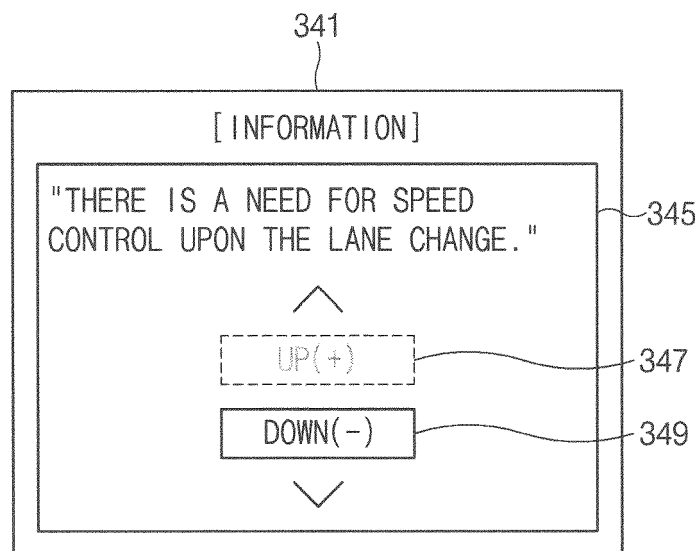 341
[INFORMATION]
"THERE IS A NEED FOR SPEED
CONTROL UPON THE LANE CHANGE."
345
UP(+)
347
DOWN(-)
349